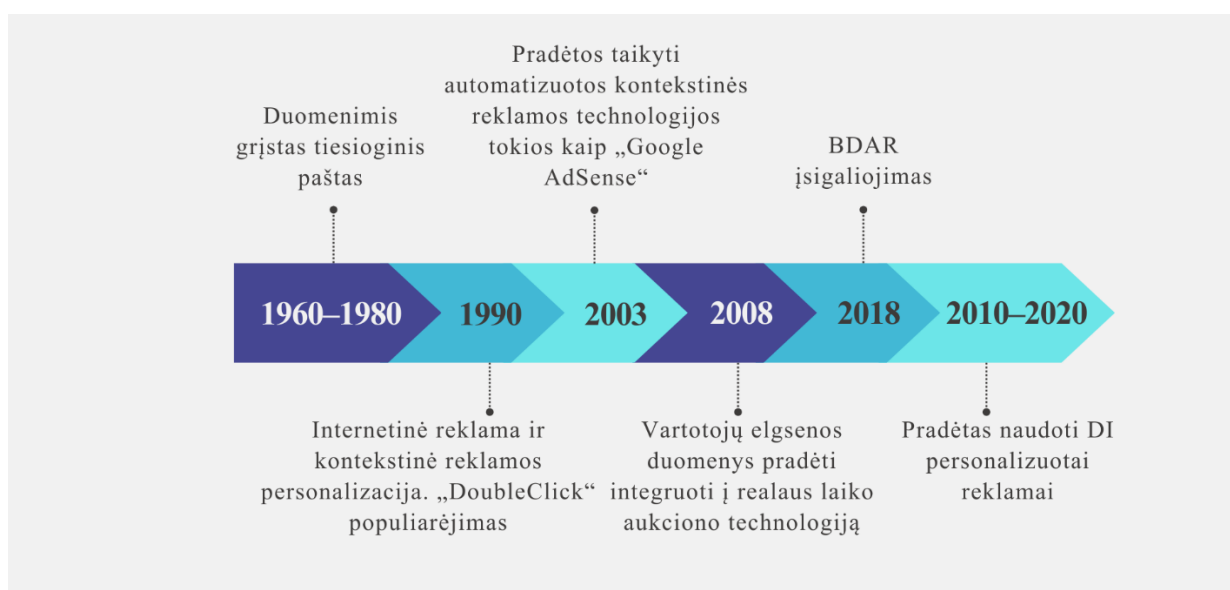 Duomenimis
grįstas tiesioginis
paštas
Pradėtos taikyti
automatizuotos kontekstinės
reklamos technologijos
tokios kaip „Google
AdSense“
BDAR
įsigaliojimas
1960–1980
1990
2003
2008
2018
2010–2020
Internetinė reklama ir
kontekstinė reklamos
personalizacija. „DoubleClick“
populiarėjimas
Vartotojų elgsenos
duomenys pradėti
integruoti į realaus laiko
aukciono technologiją
Pradėtas naudoti DI
personalizuotai
reklamai